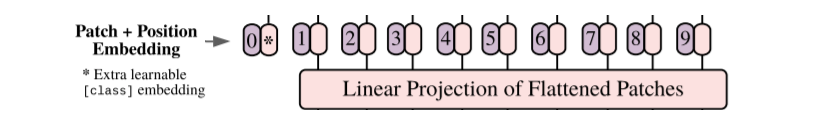 Patch + Position
Embedding
0 * 1 2 3 4 5 6 7 8 9
* Extra learnable
[class] embedding
Linear Projection of Flattened Patches